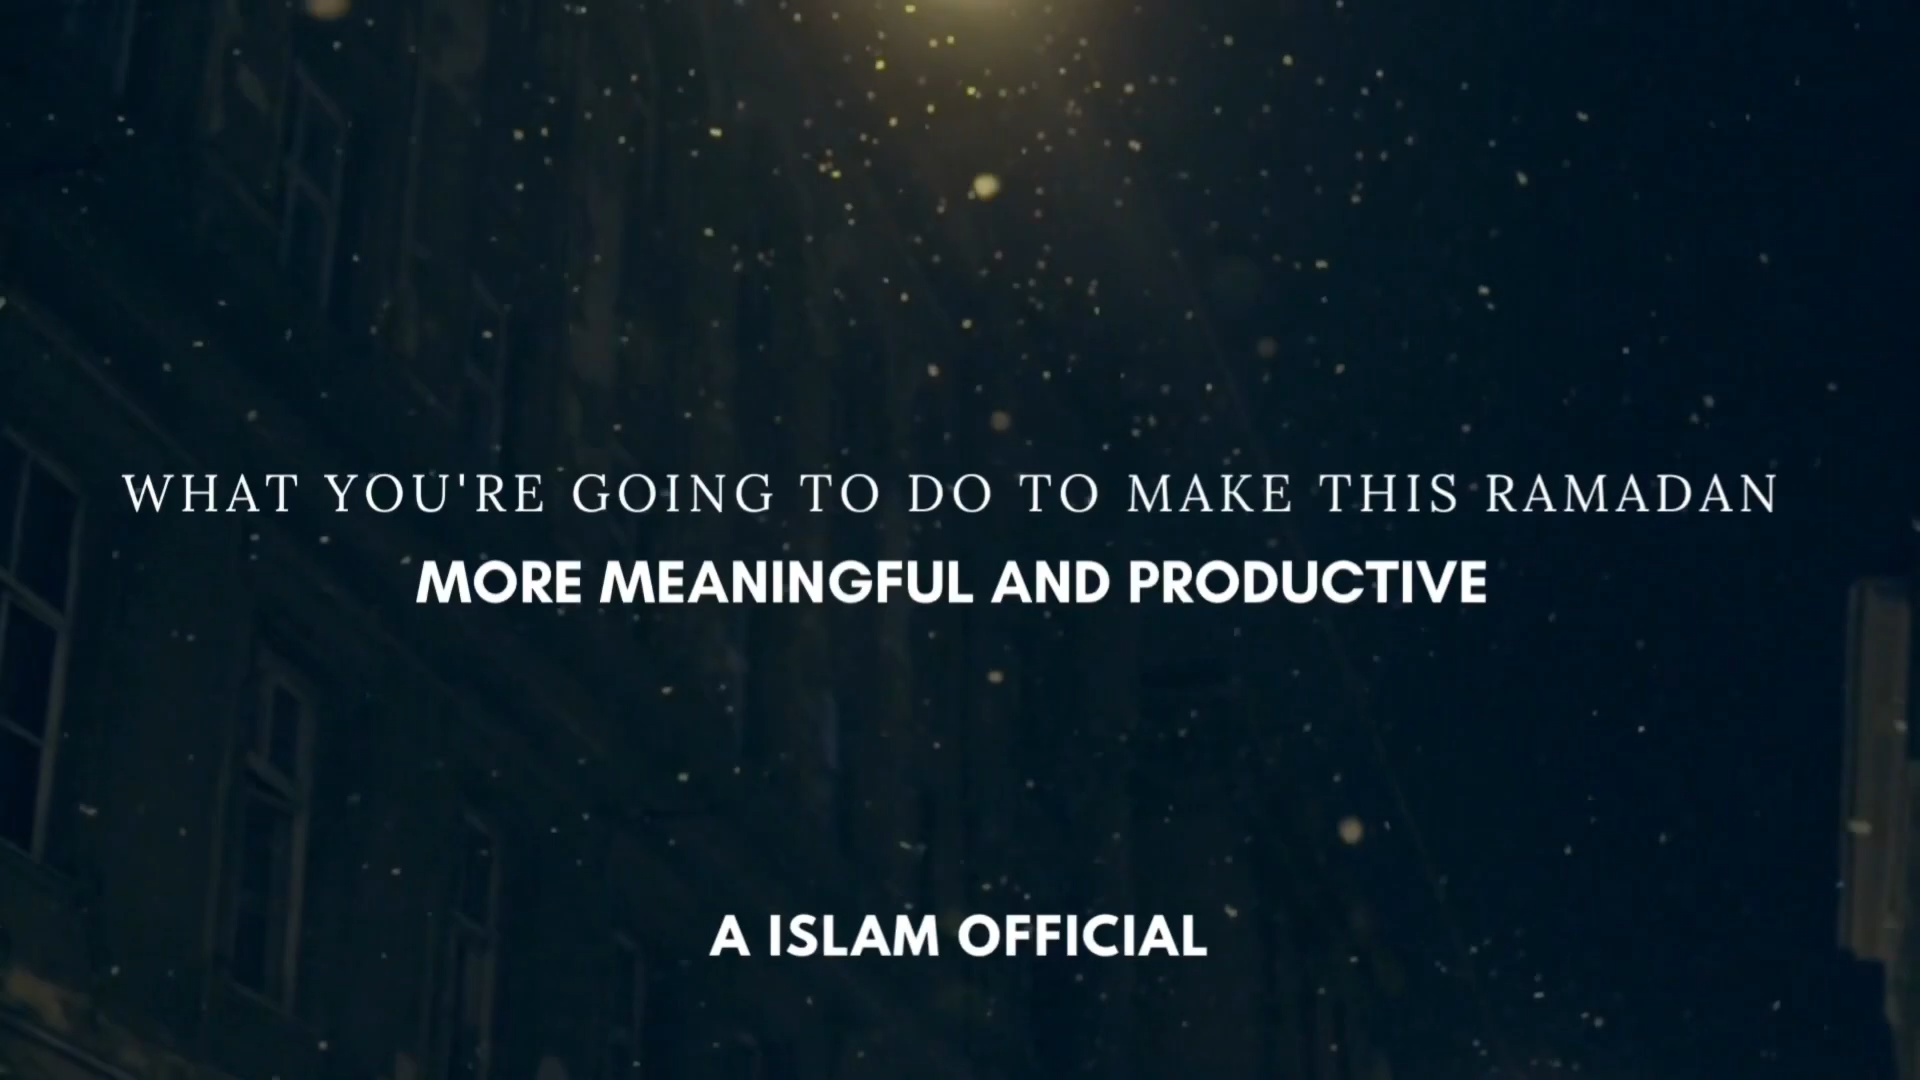 WHAT YOU'RE GOING TO DO TO MAKE THIS RAMADAN
MORE MEANINGFUL AND PRODUCTIVE
A ISLAM OFFICIAL